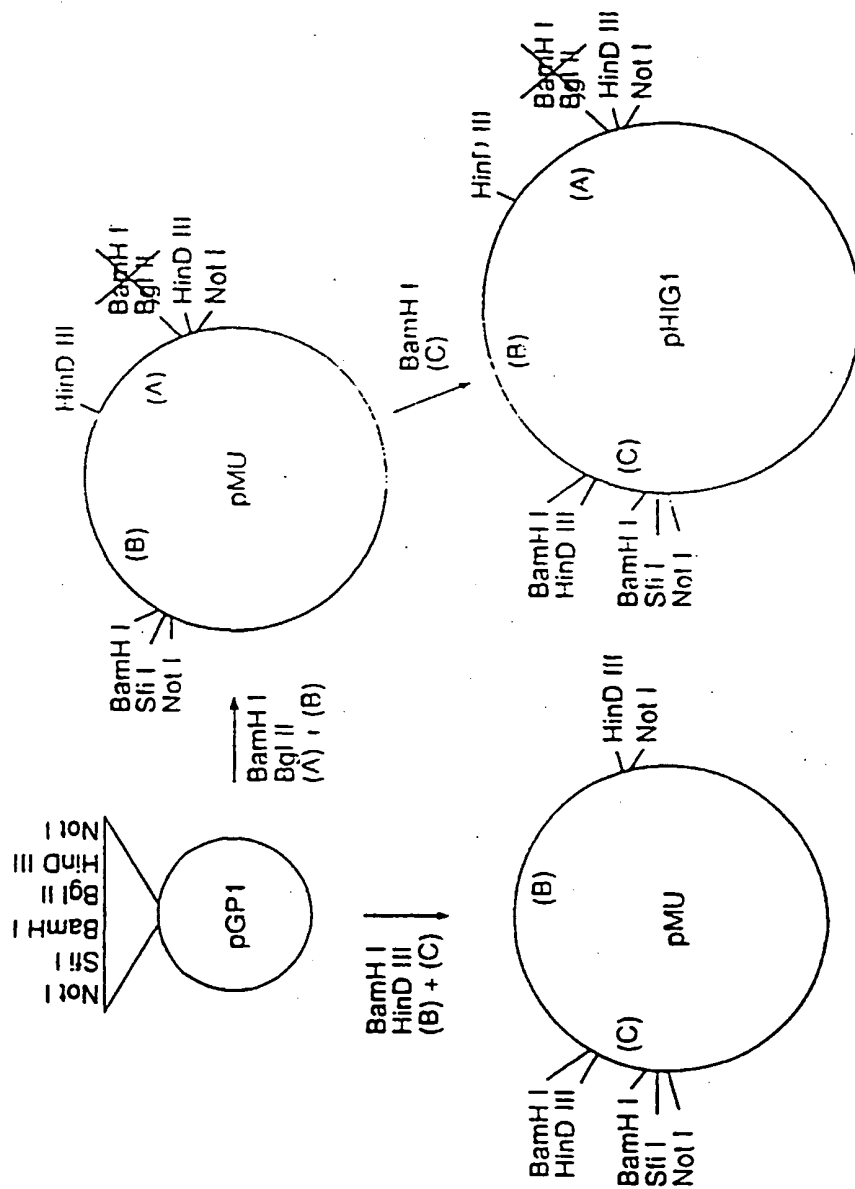 Not I
Sfi I
BamH I
Bgl II
HinD III
Not I
pGP1
BamH I
Bgl II
(A) + (B)
BamH I
Sfi I
Not I
(B)
pMU
HinD III
(A)
BamH I
Bgl II
HinD III
Not I
BamH I
HinD III
(B) + (C)
BamH I
(C)
BamH I
HinD III
(C)
BamH I
Sfi I
Not I
(B)
pMU
HinD III
Not I
BamH I
HinD III
(C)
BamH I
Sfi I
Not I
(B)
pHIG1
HinD III
(A)
BamH I
Bgl II
HinD III
Not I